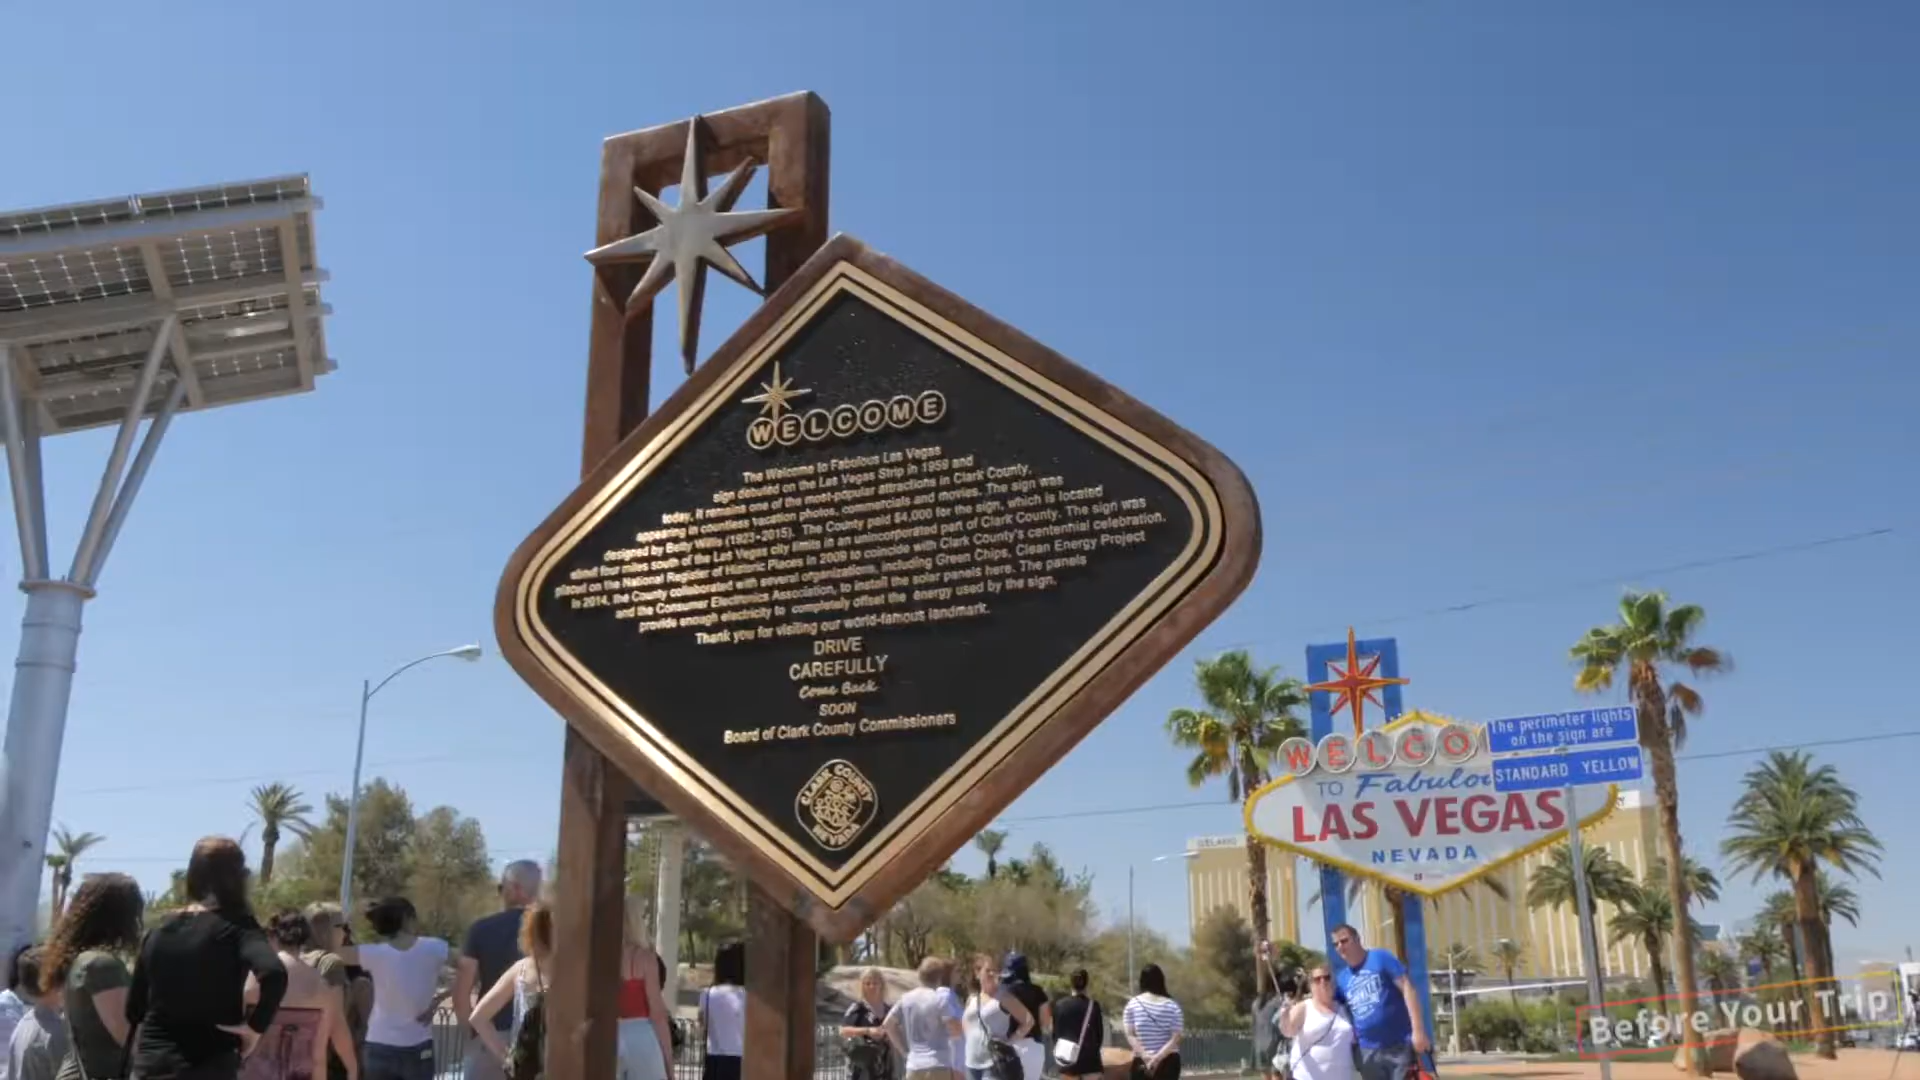 WELCOME
The Welcome to Fabulous Las Vegas
sign debuted on the Las Vegas Strip in 1959 and
today, it remains one of the most-popular attractions in Clark County,
appearing in countless vacation photos, commercials and movies. The sign was
designed by Betty Willis (1923-2015). The County paid $4,000 for the sign, which is located
about four miles south of the Las Vegas city limits in an unincorporated part of Clark County. The sign was
placed on the National Register of Historic Places in 2009 to coincide with Clark County's centennial celebration.
In 2014, the County collaborated with several organizations, including Green Chips, Clean Energy Project
and the Consumer Electronics Association, to install the solar panels here. The panels
provide enough electricity to completely offset the energy used by the sign.
Thank you for visiting our world-famous landmark.
DRIVE
CAREFULLY
Come Back
SOON
Board of Clark County Commissioners
CLARK COUNTY
NEVADA
WELCO
TO Fabulou
LAS VEGAS
NEVADA
The perimeter lights
on the sign are
STANDARD YELLOW
Before Your Trip